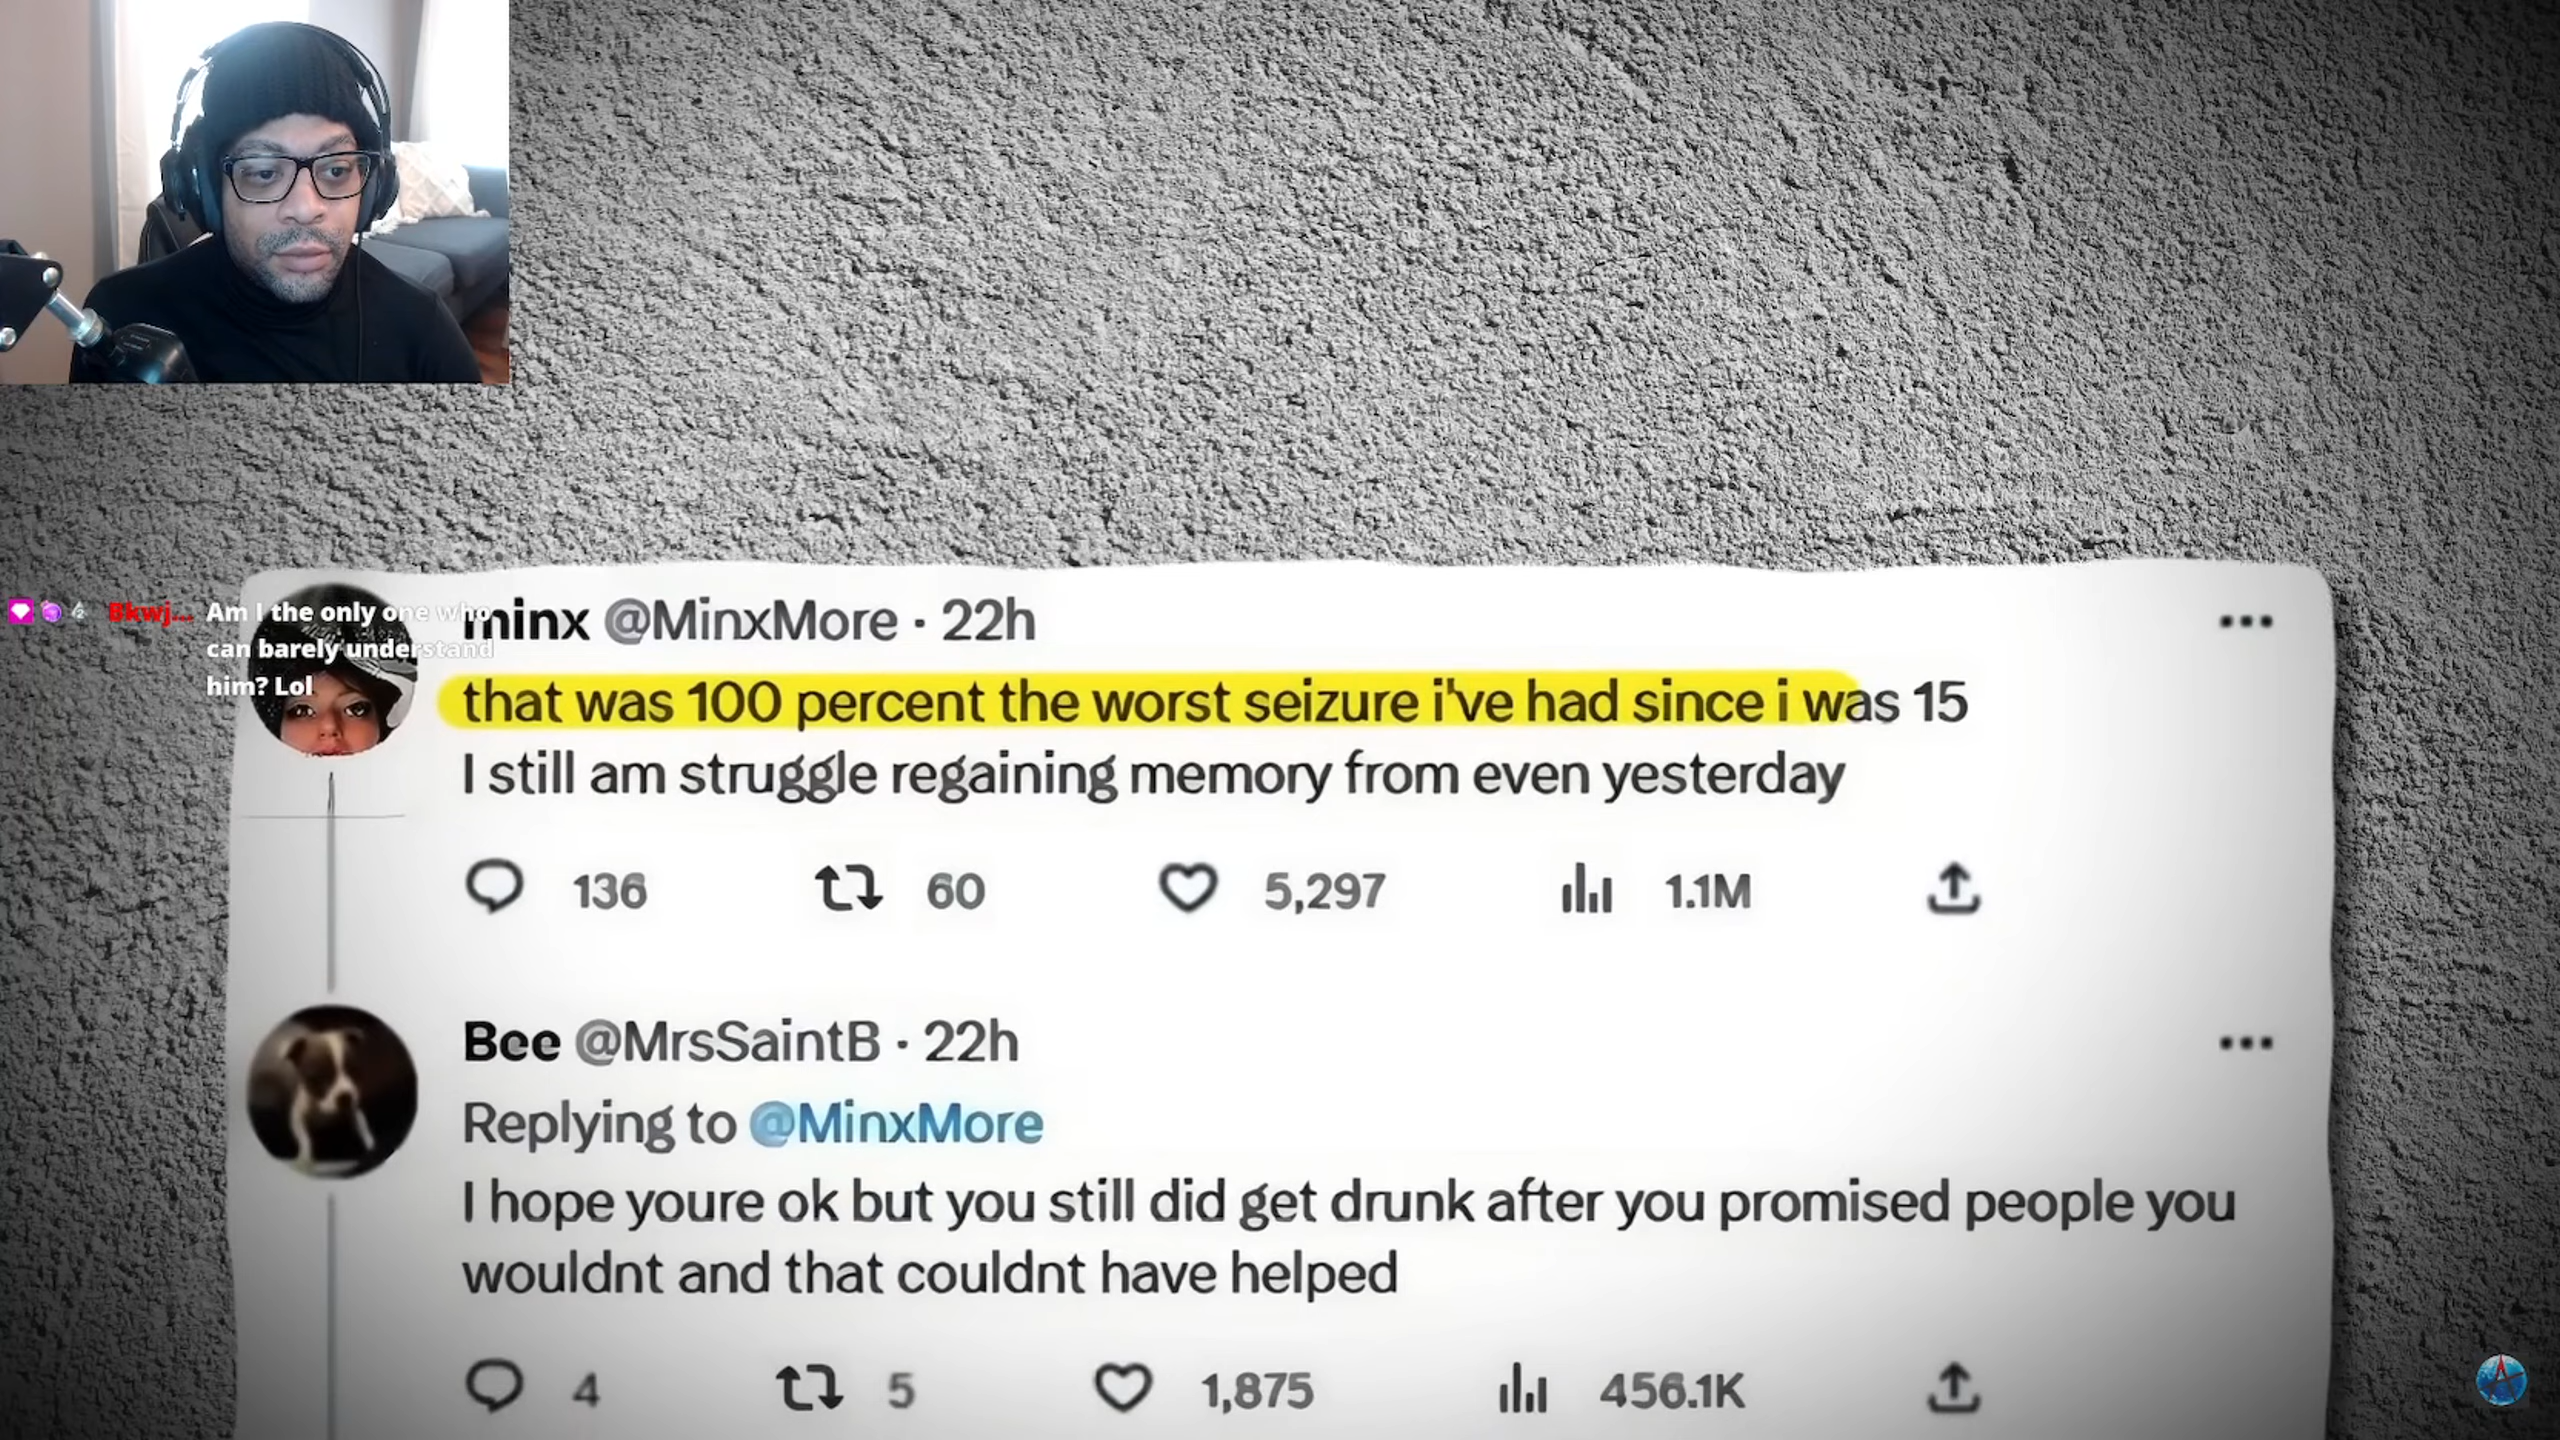 minx @MinxMore · 22h
that was 100 percent the worst seizure i've had since i was 15
I still am struggle regaining memory from even yesterday
136 60 5,297 1.1M
Bkwj... Am I the only one who
can barely understand
him? Lol
Bee @MrsSaintB · 22h
Replying to @MinxMore
I hope youre ok but you still did get drunk after you promised people you
wouldnt and that couldnt have helped
4 5 1,875 456.1K